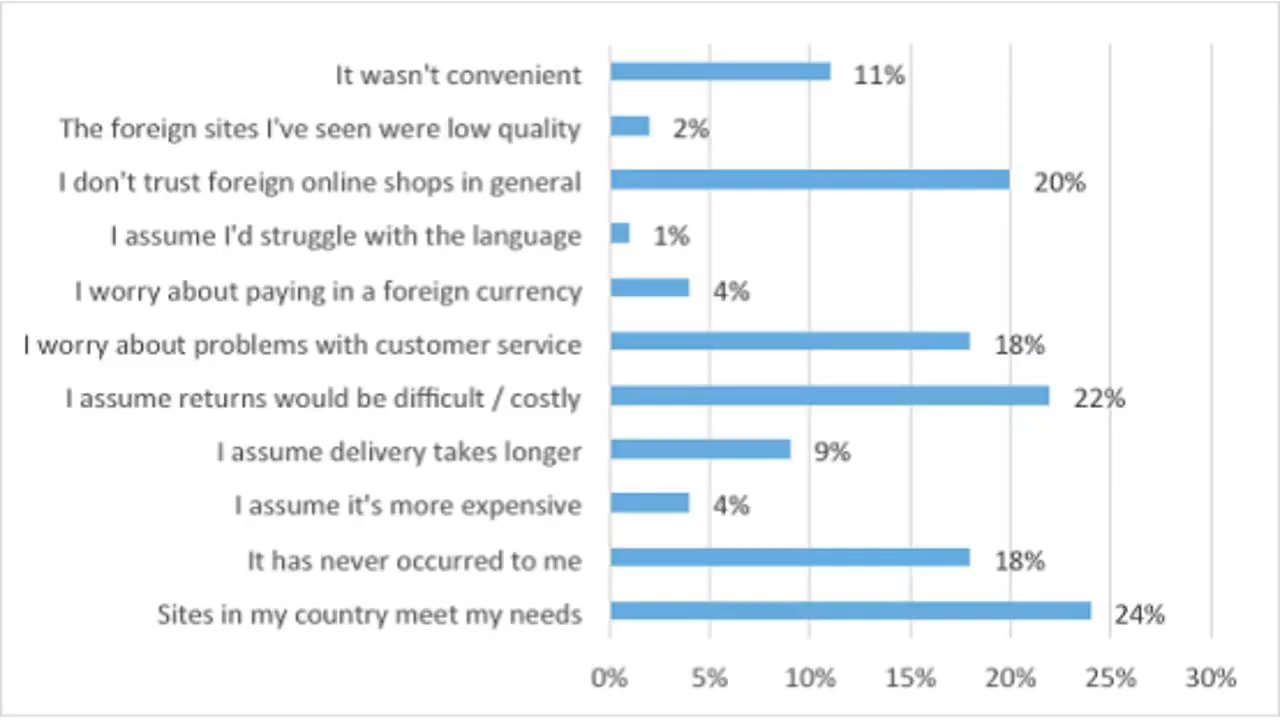 It wasn't convenient 11%
The foreign sites I've seen were low quality 2%
I don't trust foreign online shops in general 20%
I assume I'd struggle with the language 1%
I worry about paying in a foreign currency 4%
I worry about problems with customer service 18%
I assume returns would be difficult / costly 22%
I assume delivery takes longer 9%
I assume it's more expensive 4%
It has never occurred to me 18%
Sites in my country meet my needs 24%
0% 5% 10% 15% 20% 25% 30%